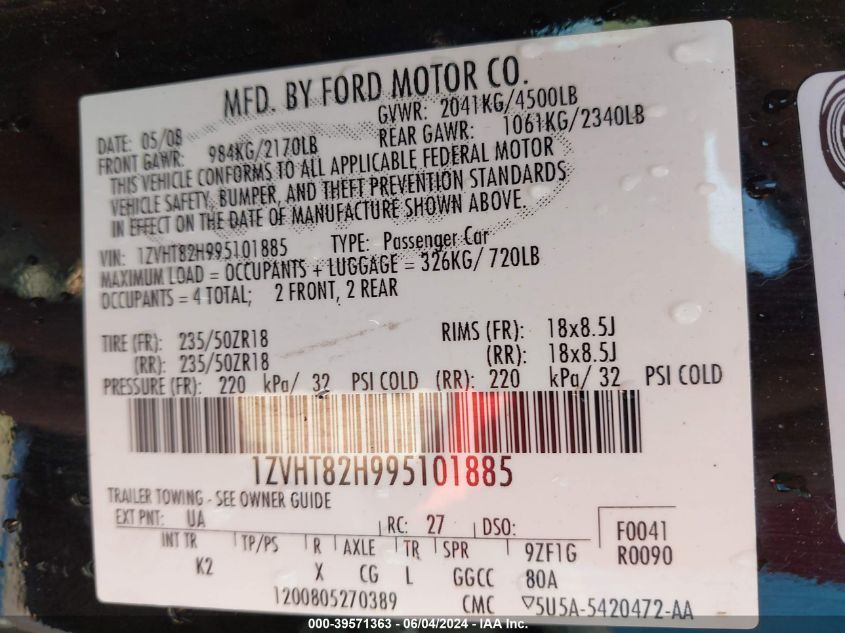 MFD. BY FORD MOTOR CO.
DATE: 05/08 GVWR: 2041KG/4500LB
FRONT GAWR: 984KG/2170LB REAR GAWR: 1061KG/2340LB
THIS VEHICLE CONFORMS TO ALL APPLICABLE FEDERAL MOTOR
VEHICLE SAFETY, BUMPER, AND THEFT PREVENTION STANDARDS
IN EFFECT ON THE DATE OF MANUFACTURE SHOWN ABOVE.
VIN: 1ZVHT82H995101885 TYPE: Passenger Car
MAXIMUM LOAD = OCCUPANTS + LUGGAGE = 326KG/ 720LB
OCCUPANTS = 4 TOTAL; 2 FRONT, 2 REAR
TIRE (FR): 235/50ZR18 RIMS (FR): 18x8.5J
(RR): 235/50ZR18 (RR): 18x8.5J
PRESSURE (FR): 220 kPa/ 32 PSI COLD (RR): 220 kPa/ 32 PSI COLD
1ZVHT82H995101885
TRAILER TOWING - SEE OWNER GUIDE
EXT PNT: UA RC: 27 DSO: F0041
INT TR TP/PS R AXLE TR SPR 9ZF1G R0090
K2 X CG L GGCC 80A
1200805270389 CMC ▽5U5A-5420472-AA
000-39571363 - 06/04/2024 - IAA Inc.